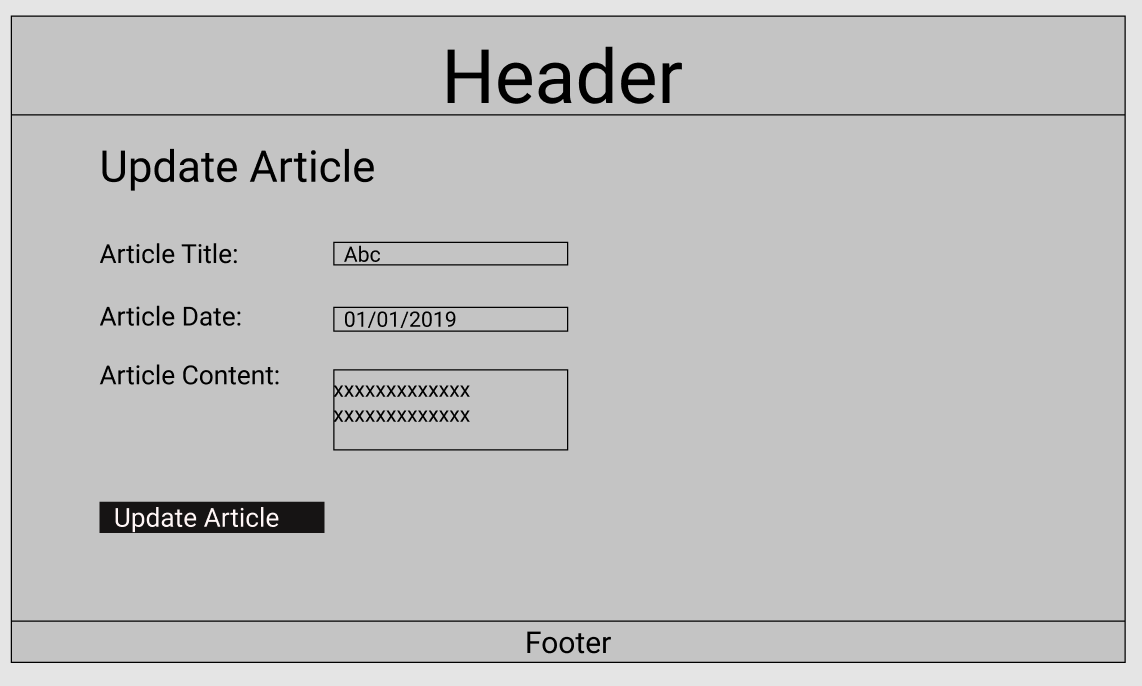 Header
Update Article
Article Title: Abc
Article Date: 01/01/2019
Article Content: xxxxxxxxxxxxx
xxxxxxxxxxxxx
Update Article
Footer